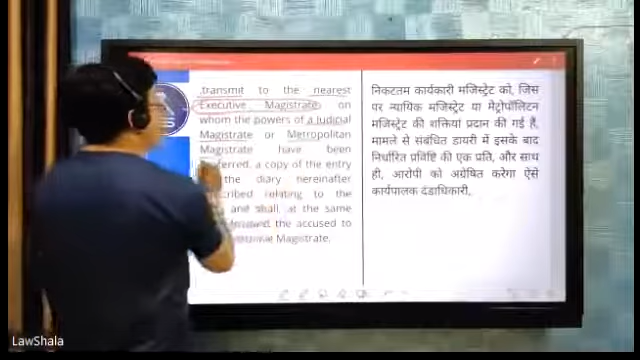 ,transmit to the nearest
Executive Magistrate on
whom the powers of a Judicial
Magistrate or Metropolitan
Magistrate have been
a copy of the entry
the diary hereinafter
relating to the
and shall at the same
the accused to
Magistrate.
निकटतम कार्यकारी मजिस्ट्रेट को, जिस
पर न्यायिक मजिस्ट्रेट या मेट्रोपॉलिटन
मजिस्ट्रेट की शक्तियां प्रदान की गई हैं,
मामले से संबंधित डायरी में इसके बाद
निर्धारित प्रविष्टि की एक प्रति, और साथ
ही, आरोपी को अग्रेषित करेगा ऐसे
कार्यपालक दंडाधिकारी,
LawShala